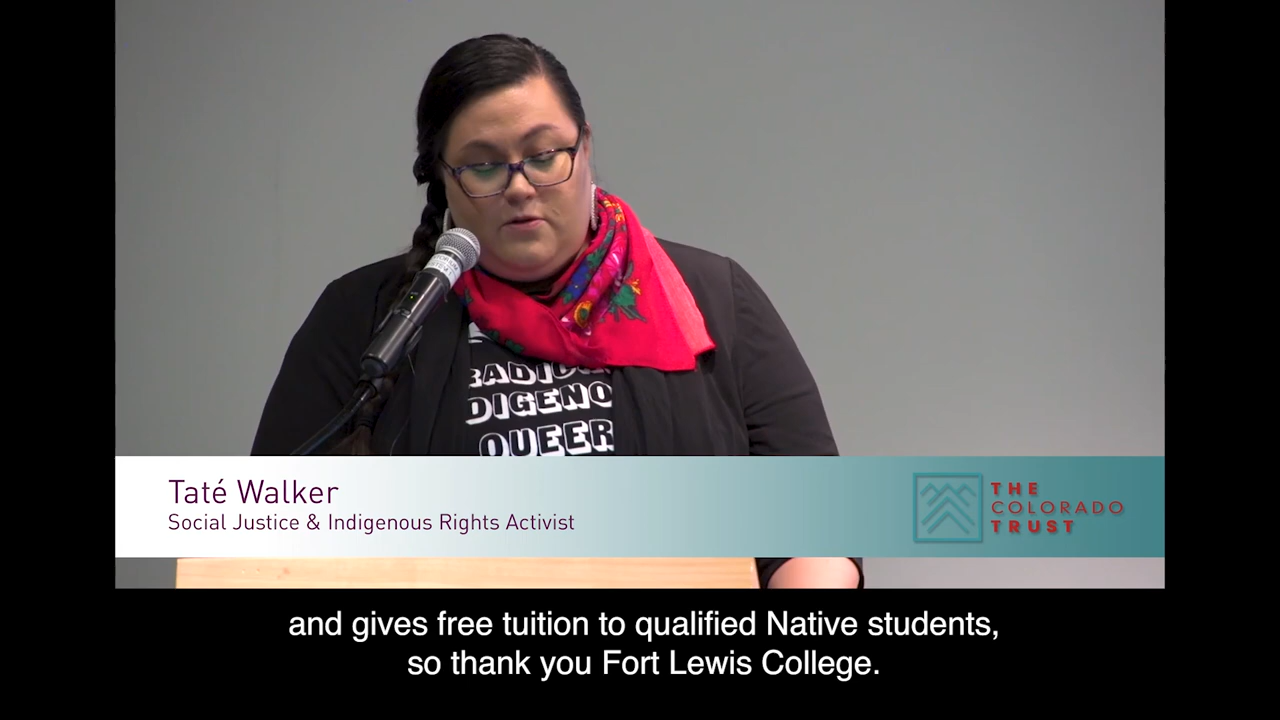 QUEER
Taté Walker
Social Justice & Indigenous Rights Activist
THE
COLORADO
TRUST
and gives free tuition to qualified Native students,
so thank you Fort Lewis College.